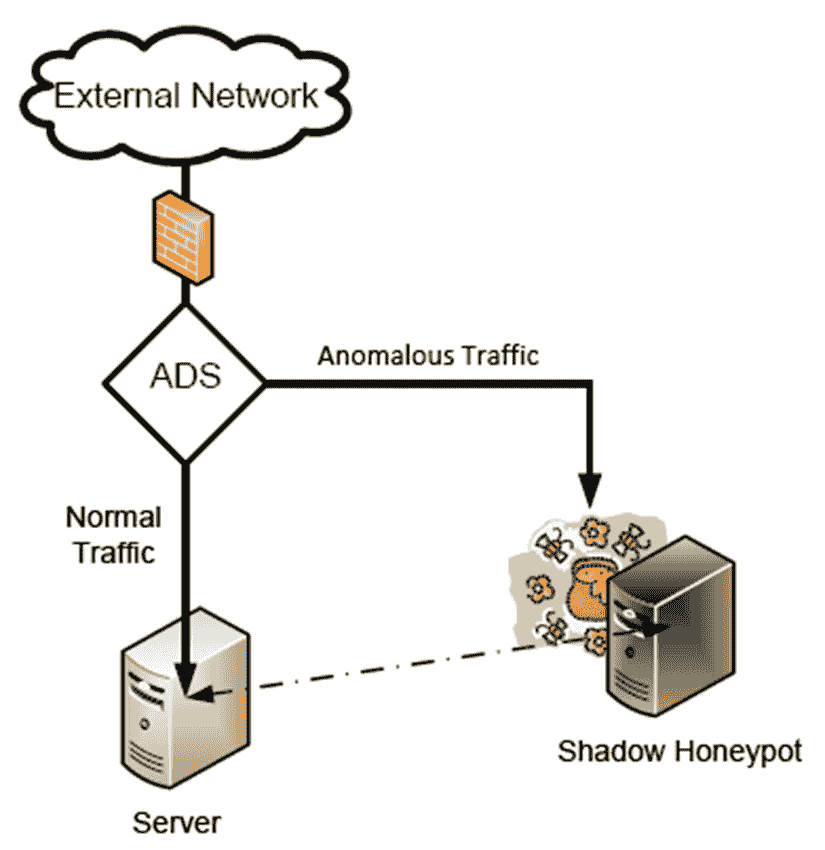 External Network
ADS
Anomalous Traffic
Normal
Traffic
Shadow Honeypot
Server